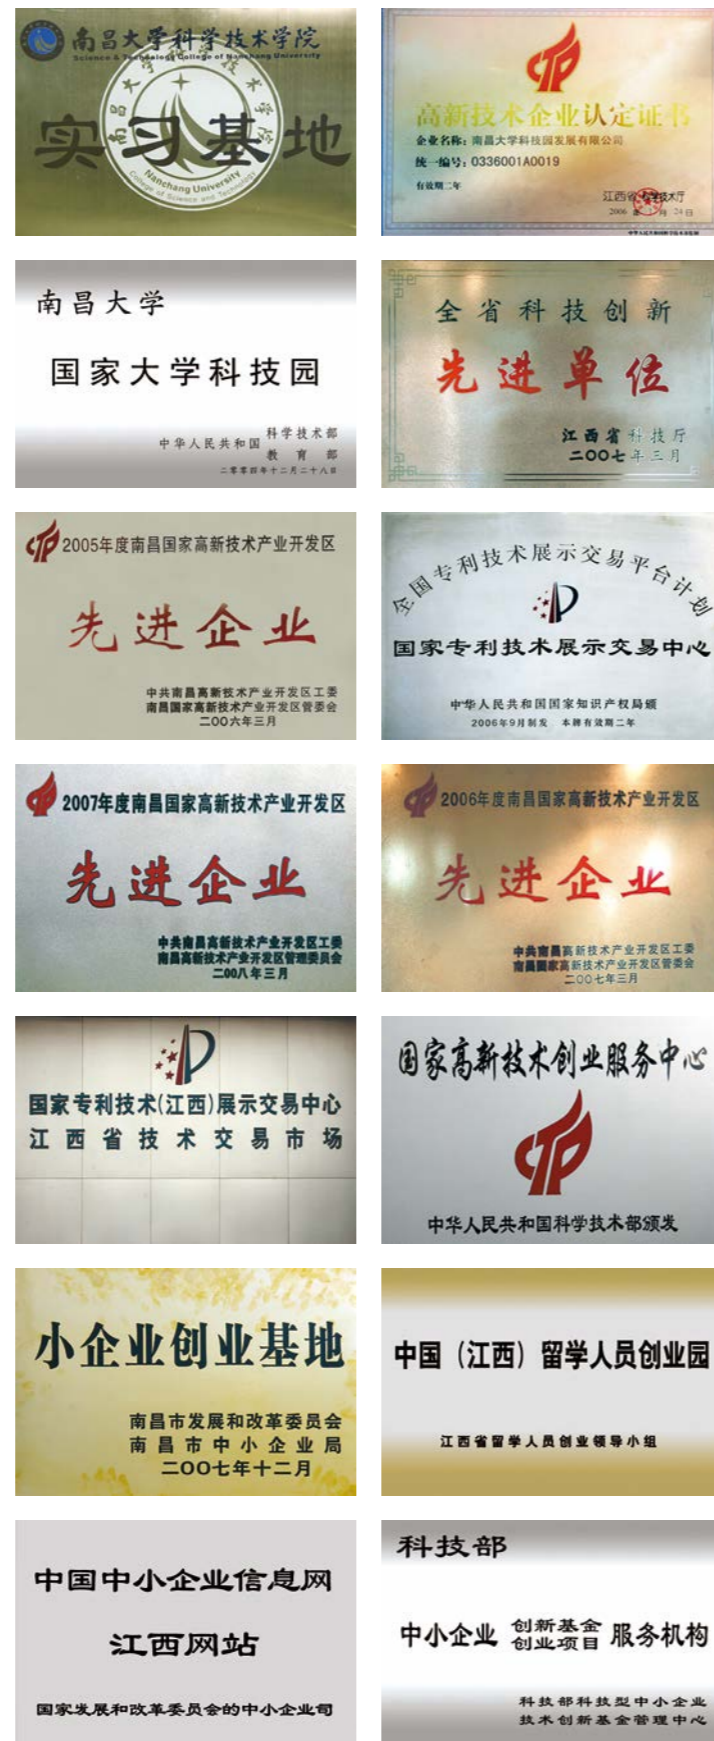 南昌大学科学技术学院
Science & Technology College of Nanchang University
南昌大学科学技术学院
实习基地
Nanchang University
College of Science and Technology
高新技术企业认定证书
企业名称：南昌大学科技园发展有限公司
统一编号：0336001A0019
有效期二年
江西省科学技术厅
2006 年 月 24日
南昌大学
国家大学科技园
中华人民共和国 科学技术部
教育部
二零零四年十二月二十八日
全省科技创新
先进单位
江西省科技厅
二〇〇七年三月
2005年度南昌国家高新技术产业开发区
先进企业
中共南昌高新技术产业开发区工委
南昌国家高新技术产业开发区管委会
二〇〇六年三月
全国专利技术展示交易平台计划
国家专利技术展示交易中心
中华人民共和国国家知识产权局颁
2006年9月制发 本牌有效期二年
2007年度南昌国家高新技术产业开发区
先进企业
中共南昌高新技术产业开发区工委
南昌高新技术产业开发区管理委员会
二00八年三月
2006年度南昌国家高新技术产业开发区
先进企业
中共南昌高新技术产业开发区工委
南昌国家高新技术产业开发区管委会
二〇〇七年三月
国家专利技术(江西)展示交易中心
江西省技术交易市场
国家高新技术创业服务中心
中华人民共和国科学技术部颁发
小企业创业基地
南昌市发展和改革委员会
南昌市中小企业局
二〇〇七年十二月
中国（江西）留学人员创业园
江西省留学人员创业领导小组
中国中小企业信息网
江西网站
国家发展和改革委员会的中小企业司
科技部
中小企业 创新基金 服务机构
创业项目
科技部科技型中小企业
技术创新基金管理中心